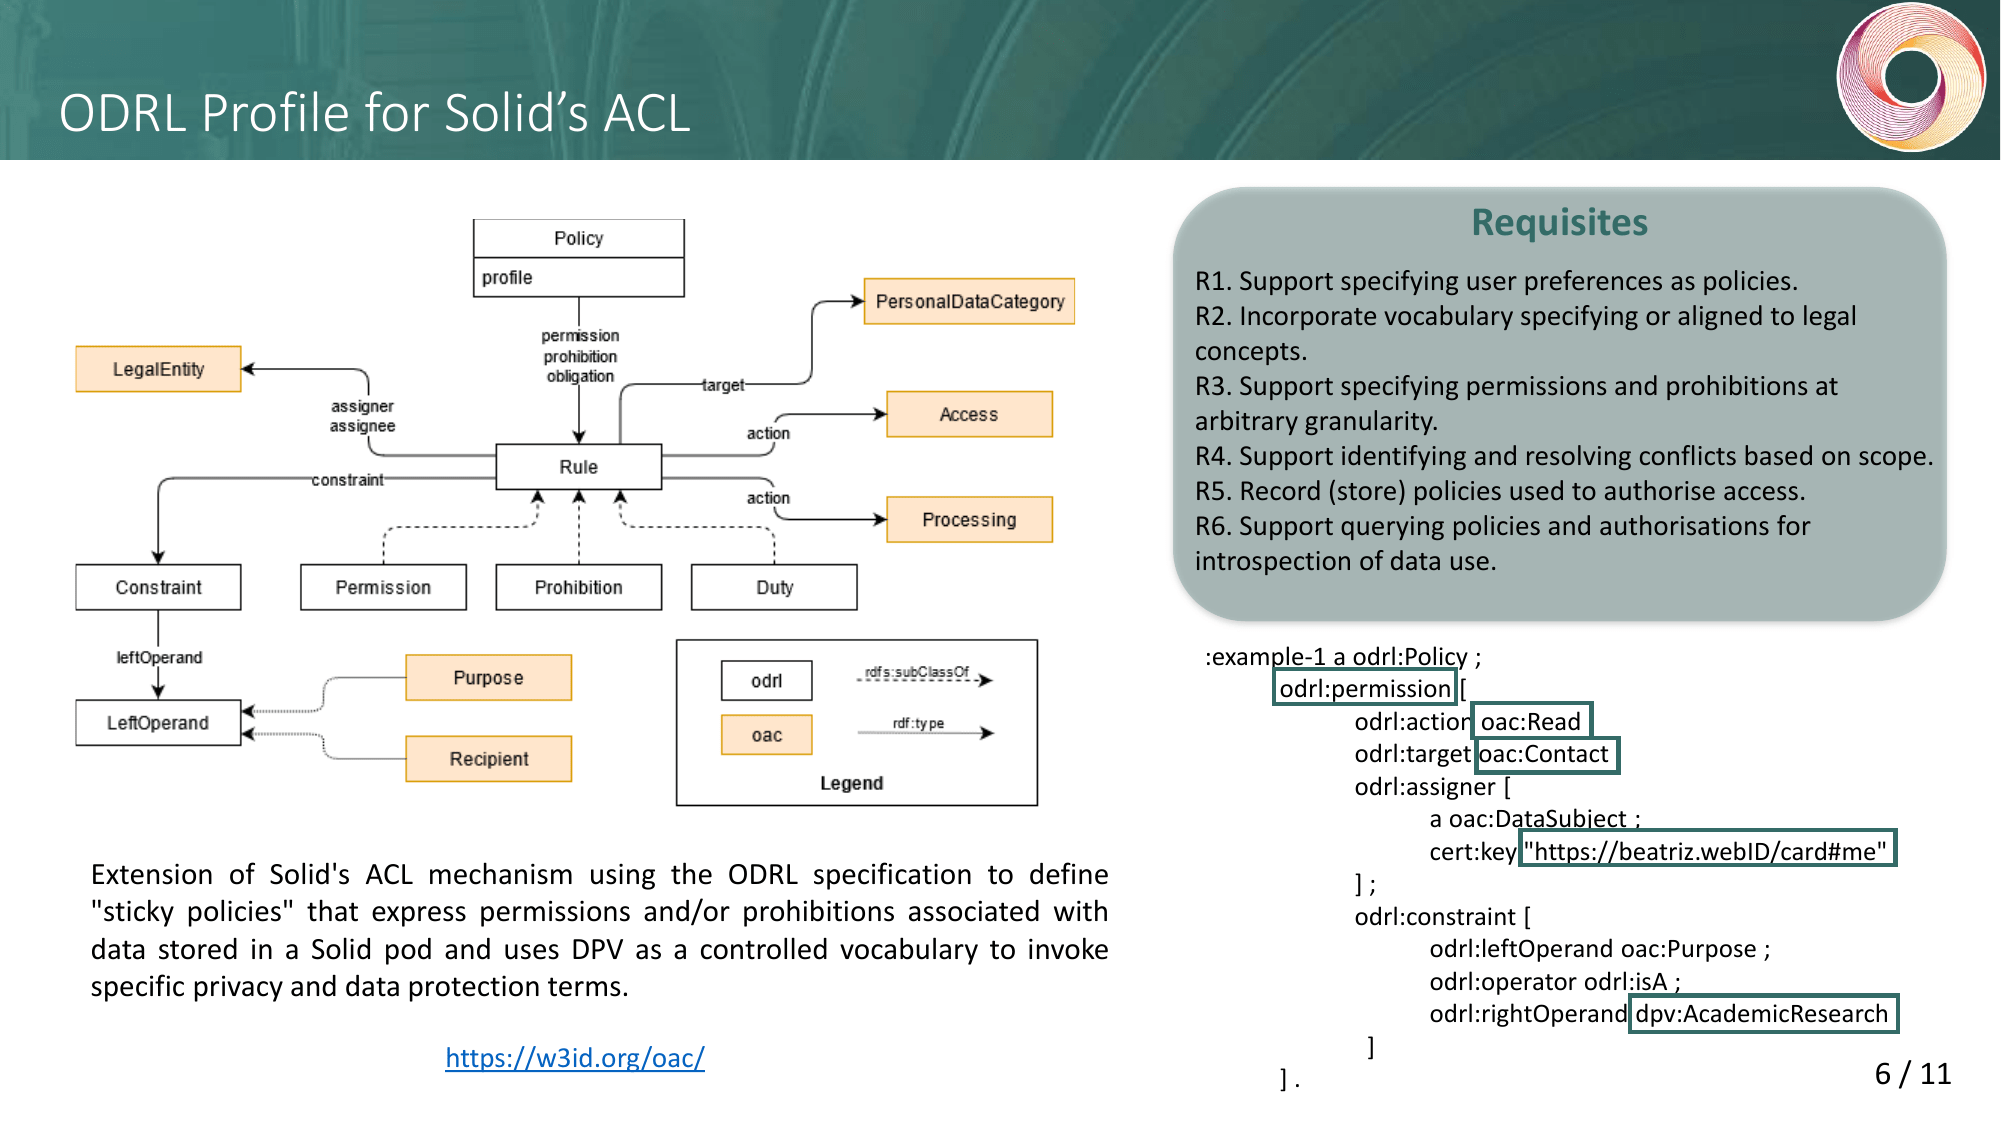 ODRL Profile for Solid’s ACL
Policy
profile
permission
prohibition
obligation
PersonalDataCategory
LegalEntity
target
assigner
assignee
Access
action
Rule
constraint
action
Processing
Constraint
Permission
Prohibition
Duty
leftOperand
Purpose
LeftOperand
Recipient
odrl
rdfs:subClassOf
oac
rdf:type
Legend
Extension of Solid's ACL mechanism using the ODRL specification to define
"sticky policies" that express permissions and/or prohibitions associated with
data stored in a Solid pod and uses DPV as a controlled vocabulary to invoke
specific privacy and data protection terms.
https://w3id.org/oac/
Requisites
R1. Support specifying user preferences as policies.
R2. Incorporate vocabulary specifying or aligned to legal
concepts.
R3. Support specifying permissions and prohibitions at
arbitrary granularity.
R4. Support identifying and resolving conflicts based on scope.
R5. Record (store) policies used to authorise access.
R6. Support querying policies and authorisations for
introspection of data use.
:example-1 a odrl:Policy ;
odrl:permission [
odrl:action oac:Read
odrl:target oac:Contact
odrl:assigner [
a oac:DataSubject ;
cert:key "https://beatriz.webID/card#me"
] ;
odrl:constraint [
odrl:leftOperand oac:Purpose ;
odrl:operator odrl:isA ;
odrl:rightOperand dpv:AcademicResearch
]
] .
6 / 11